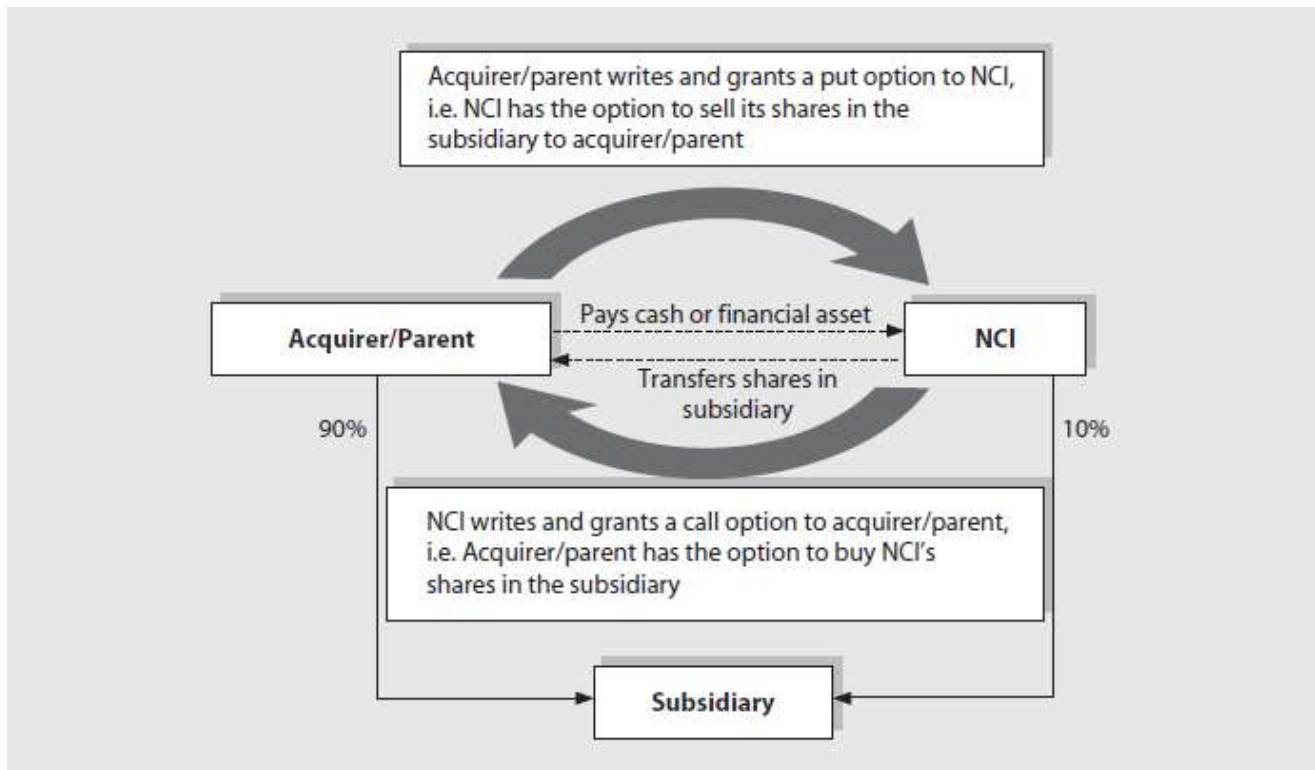 Acquirer/parent writes and grants a put option to NCI,
i.e. NCI has the option to sell its shares in the
subsidiary to acquirer/parent
Acquirer/Parent
Pays cash or financial asset
NCI
Transfers shares in
subsidiary
90%
10%
NCI writes and grants a call option to acquirer/parent,
i.e. Acquirer/parent has the option to buy NCI’s
shares in the subsidiary
Subsidiary